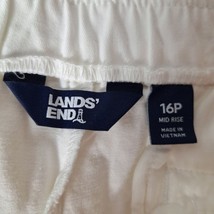 LANDS'
END
16P
MID RISE
MADE IN
VIETNAM